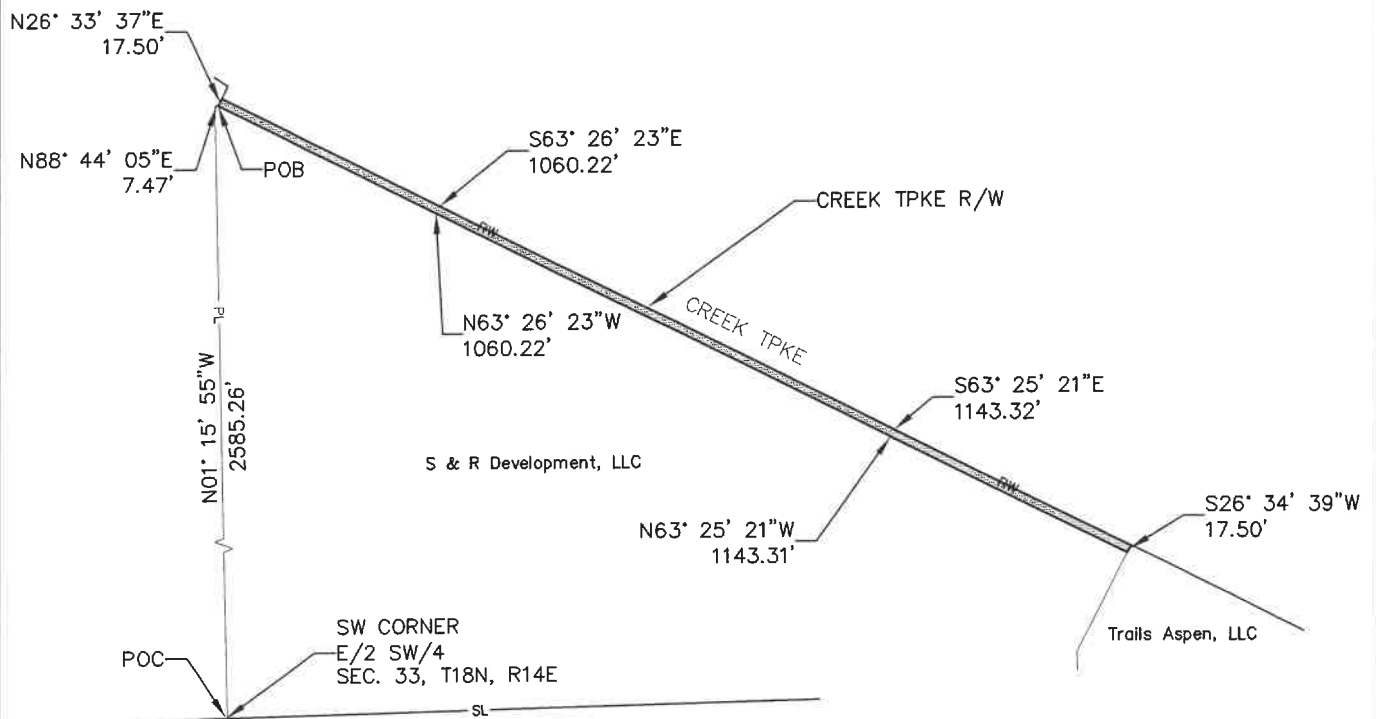 N26° 33' 37"E
17.50'
N88° 44' 05"E
7.47'
POB
S63° 26' 23"E
1060.22'
CREEK TPKE R/W
RW
N63° 26' 23"W
1060.22'
CREEK TPKE
PL
N01° 15' 55"W
2585.26'
S63° 25' 21"E
1143.32'
S & R Development, LLC
RW
S26° 34' 39"W
17.50'
N63° 25' 21"W
1143.31'
Trails Aspen, LLC
SW CORNER
E/2 SW/4
SEC. 33, T18N, R14E
POC
SL